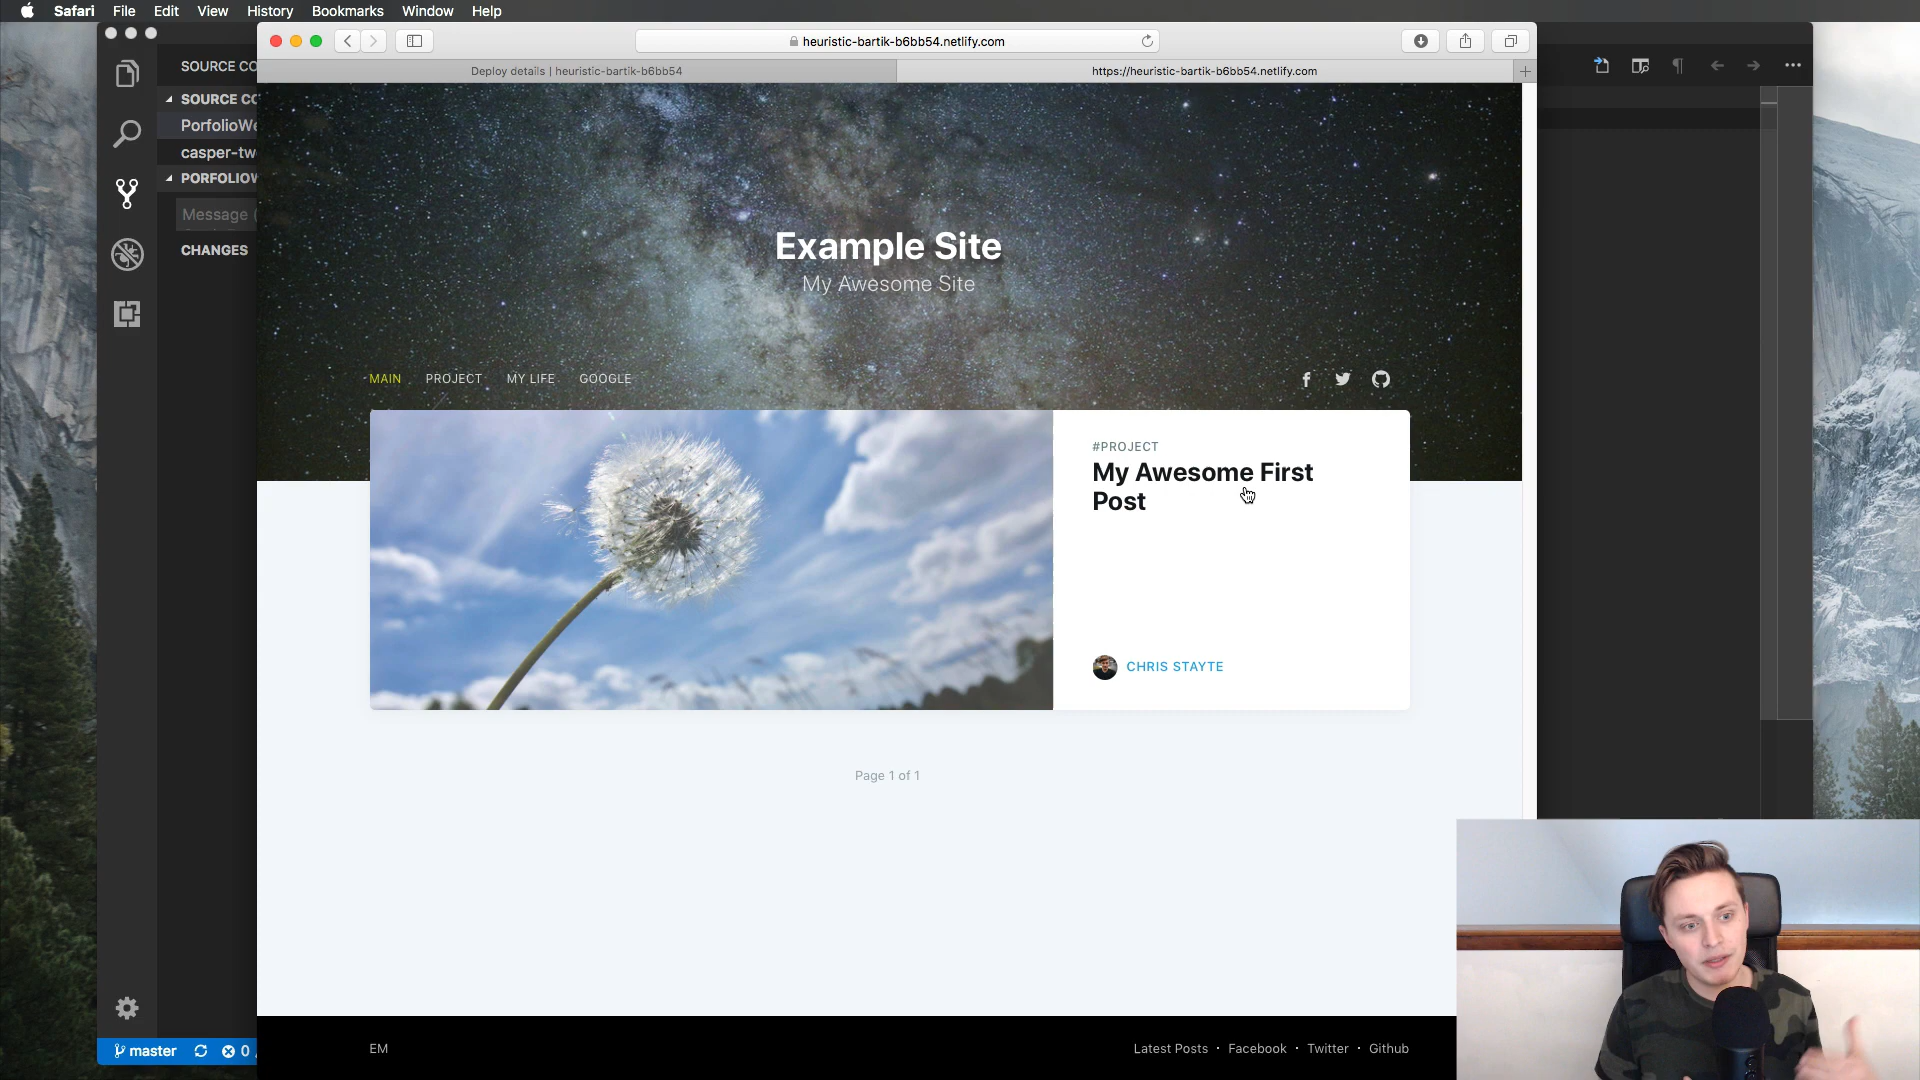 Safari File Edit View History Bookmarks Window Help
heuristic-bartik-b6bb54.netlify.com
Deploy details | heuristic-bartik-b6bb54
https://heuristic-bartik-b6bb54.netlify.com
SOURCE CO
SOURCE CO
PorfolioWe
casper-tw
PORFOLIOW
Message (
CHANGES
Example Site
My Awesome Site
MAIN PROJECT MY LIFE GOOGLE
#PROJECT
My Awesome First
Post
CHRIS STAYTE
Page 1 of 1
EM
Latest Posts · Facebook · Twitter · Github
master 0